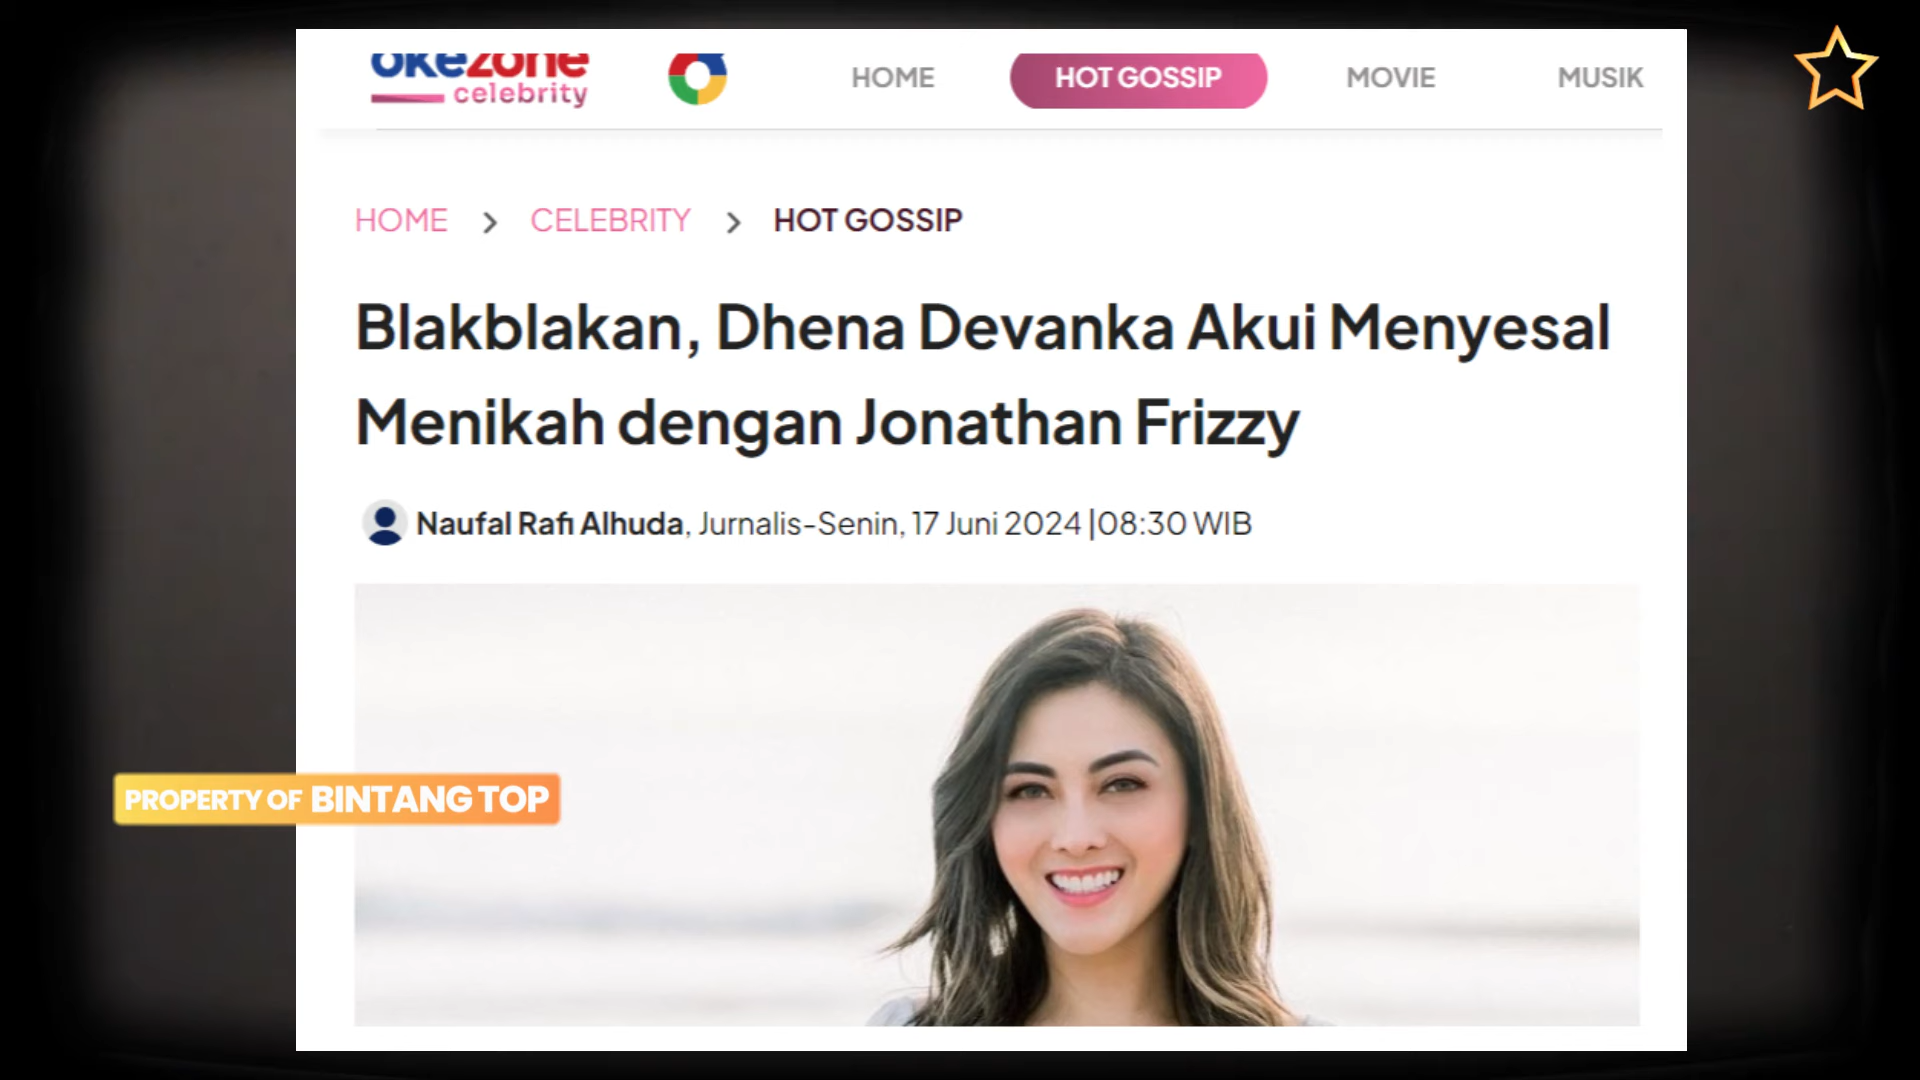 okezone
celebrity
HOME
HOT GOSSIP
MOVIE
MUSIK
HOME > CELEBRITY > HOT GOSSIP
Blakblakan, Dhena Devanka Akui Menyesal
Menikah dengan Jonathan Frizzy
Naufal Rafi Alhuda, Jurnalis-Senin, 17 Juni 2024 |08:30 WIB
PROPERTY OF BINTANG TOP